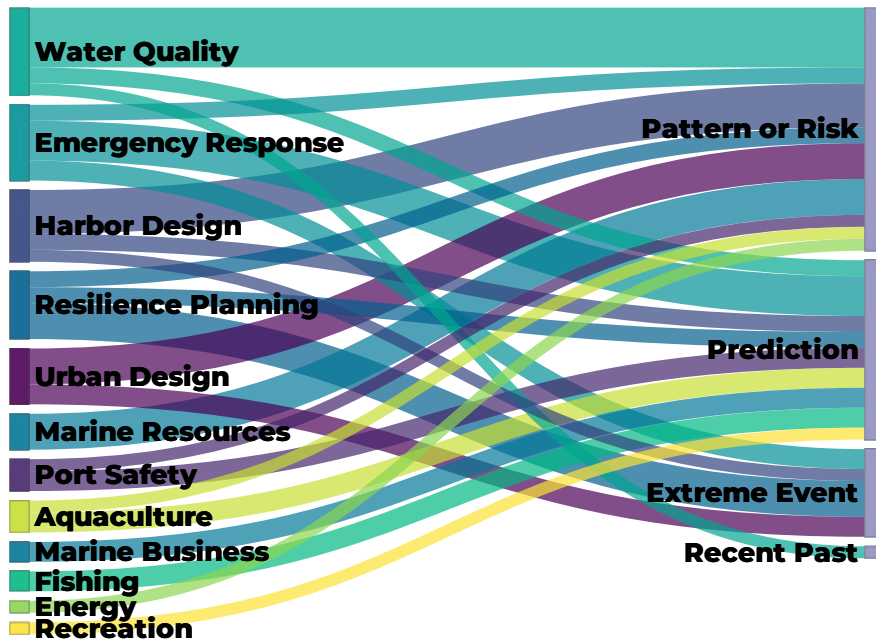 Water Quality
Emergency Response
Harbor Design
Resilience Planning
Urban Design
Marine Resources
Port Safety
Aquaculture
Marine Business
Fishing
Energy
Recreation
Pattern or Risk
Prediction
Extreme Event
Recent Past